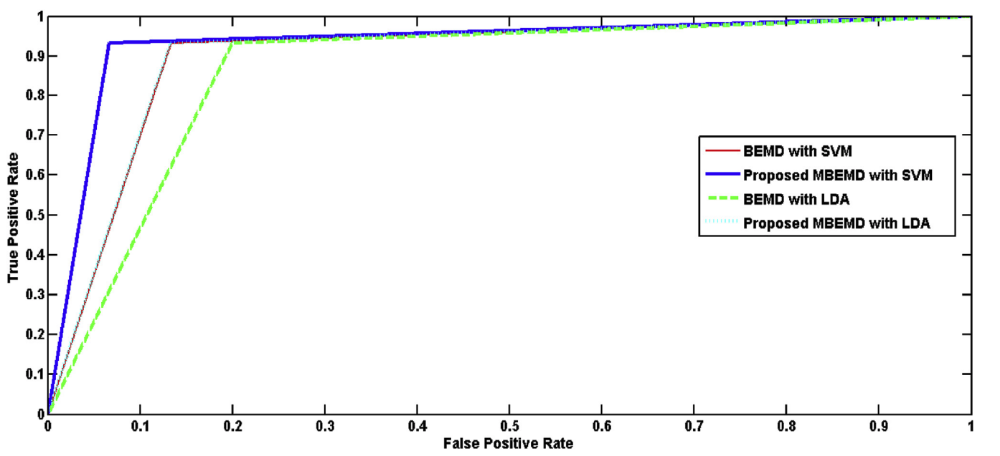 1
0.9
0.8
0.7
0.6
0.5
0.4
0.3
0.2
0.1
0
True Positive Rate
BEMD with SVM
Proposed MBEMD with SVM
BEMD with LDA
Proposed MBEMD with LDA
0 0.1 0.2 0.3 0.4 0.5 0.6 0.7 0.8 0.9 1
False Positive Rate